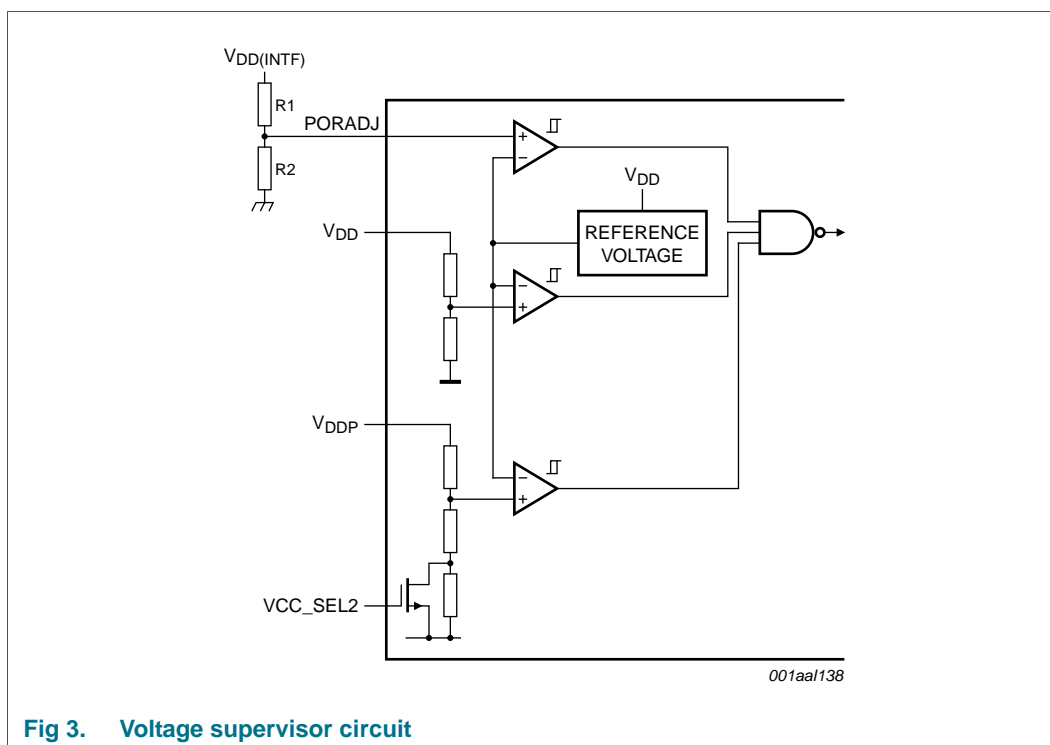 VDD(INTF)
R1
PORADJ
R2
VDD
VDD
REFERENCE
VOLTAGE
VDDP
VCC_SEL2
001aal138
Fig 3. Voltage supervisor circuit